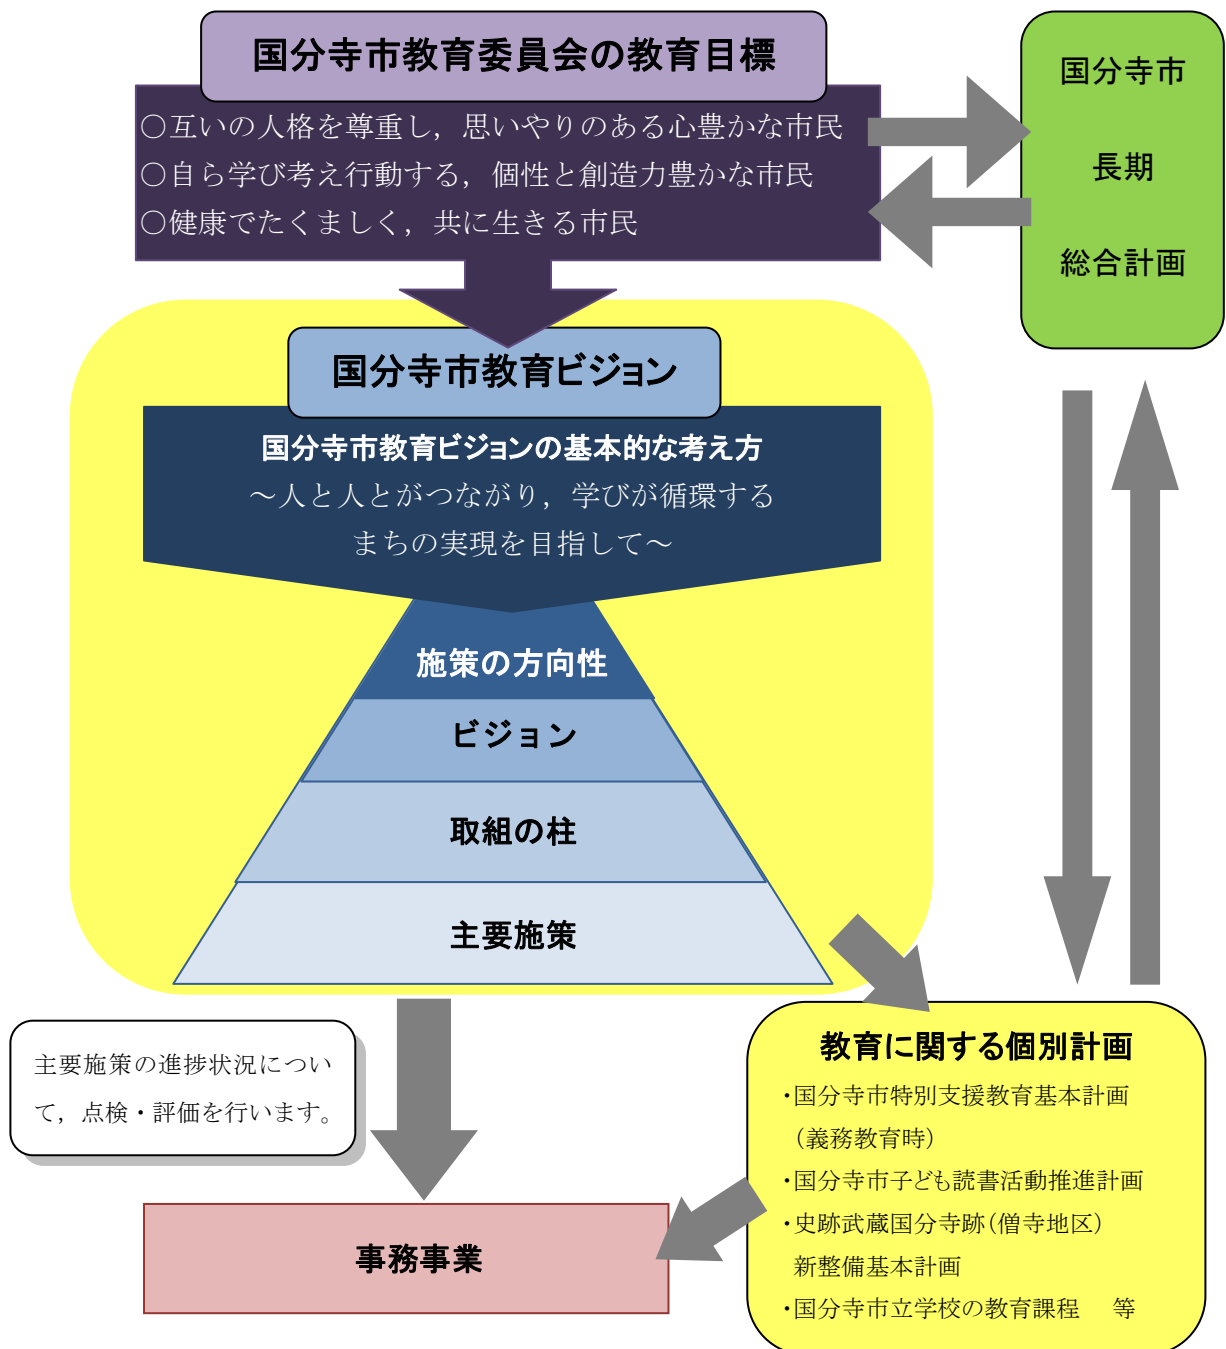 国分寺市教育委員会の教育目標
○互いの人格を尊重し，思いやりのある心豊かな市民
○自ら学び考え行動する，個性と創造力豊かな市民
○健康でたくましく，共に生きる市民
国分寺市
長期
総合計画
国分寺市教育ビジョン
国分寺市教育ビジョンの基本的な考え方
～人と人とがつながり，学びが循環する
まちの実現を目指して～
施策の方向性
ビジョン
取組の柱
主要施策
主要施策の進捗状況につい
て，点検・評価を行います。
事務事業
教育に関する個別計画
・国分寺市特別支援教育基本計画
（義務教育時）
・国分寺市子ども読書活動推進計画
・史跡武蔵国分寺跡（僧寺地区）
新整備基本計画
・国分寺市立学校の教育課程　等